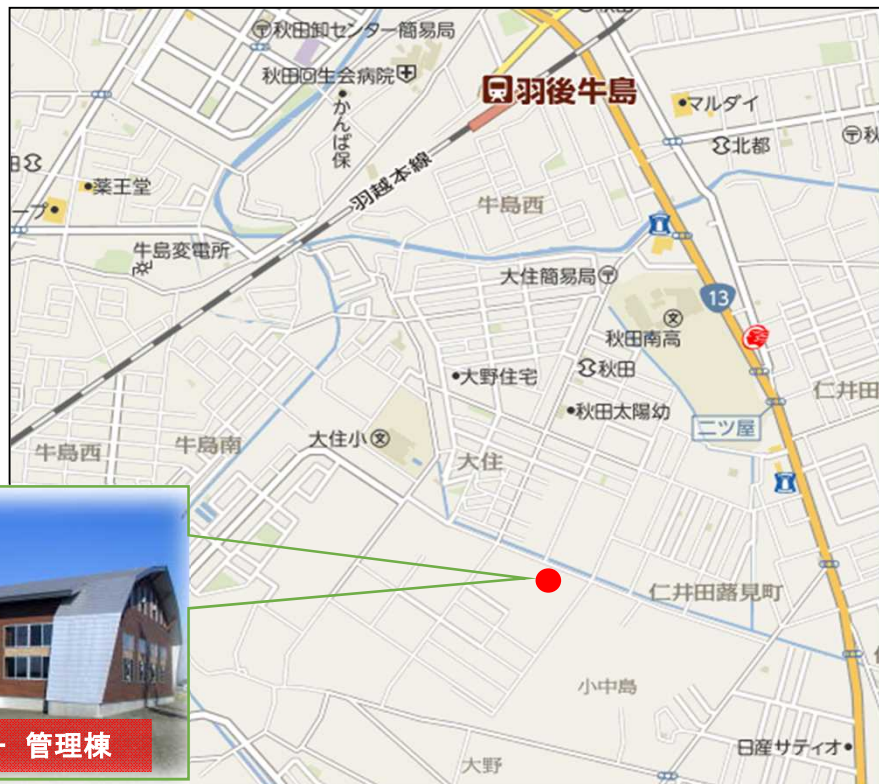 秋田卸センター簡易局
秋田回生会病院
かんば保
羽後牛島
マルダイ
北都
薬王堂
羽越本線
牛島西
牛島変電所
大住簡易局
13
秋田南高
大野住宅
秋田
秋田太陽幼
仁井田
二ツ屋
牛島西
牛島南
大住小
大住
仁井田蕗見町
小中島
管理棟
日産サティオ
大野